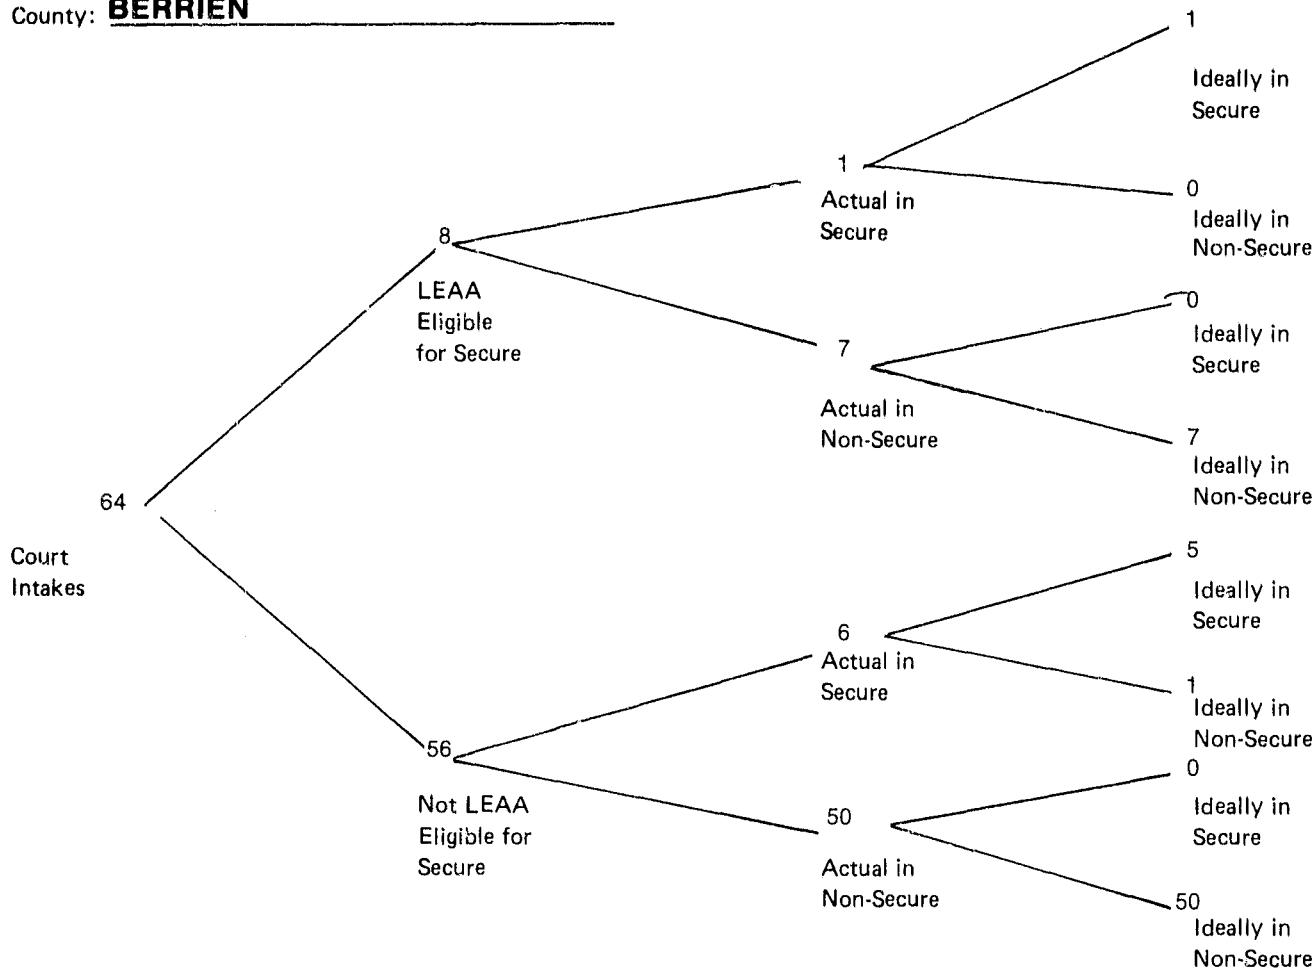 County: BERRIEN
1
Ideally in
Secure
1
Actual in
Secure
0
Ideally in
Non-Secure
8
LEAA
Eligible
for Secure
0
Ideally in
Secure
7
Actual in
Non-Secure
7
Ideally in
Non-Secure
64
Court
Intakes
5
Ideally in
Secure
6
Actual in
Secure
1
Ideally in
Non-Secure
56
Not LEAA
Eligible for
Secure
0
Ideally in
Secure
50
Actual in
Non-Secure
50
Ideally in
Non-Secure